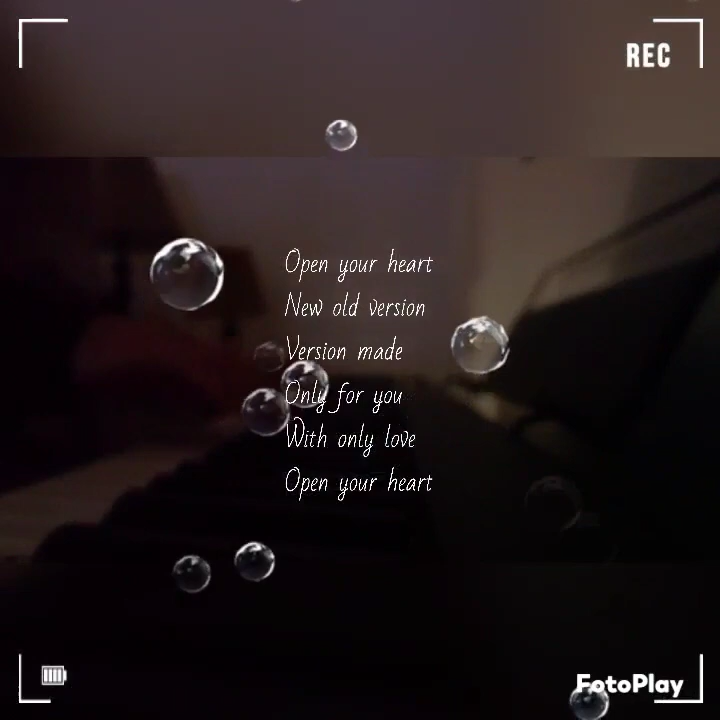 REC
Open your heart
New old version
Version made
Only for you
With only love
Open your heart
FotoPlay